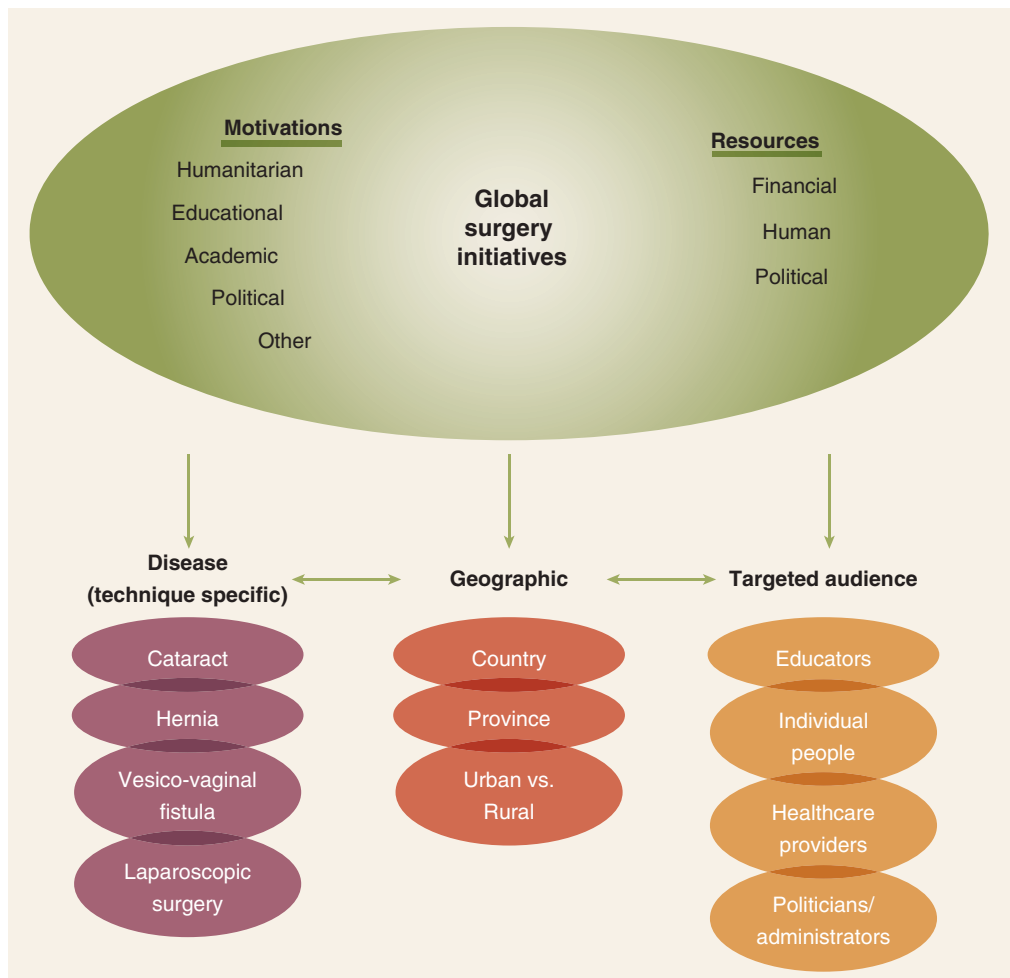 Motivations
Humanitarian
Educational
Academic
Political
Other
Global
surgery
initiatives
Resources
Financial
Human
Political
Disease
(technique specific)
Cataract
Hernia
Vesico-vaginal
fistula
Laparoscopic
surgery
Geographic
Country
Province
Urban vs.
Rural
Targeted audience
Educators
Individual
people
Healthcare
providers
Politicians/
administrators